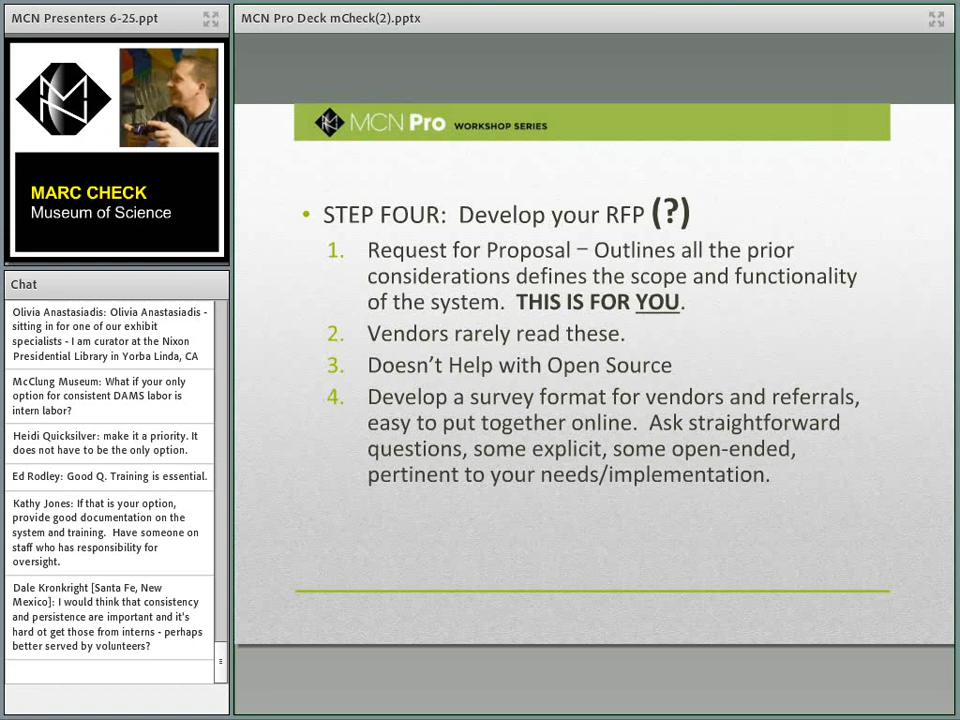 MCN Presenters 6-25.ppt
MARC CHECK
Museum of Science
Chat
Olivia Anastasiadis: Olivia Anastasiadis -
sitting in for one of our exhibit
specialists - I am curator at the Nixon
Presidential Library in Yorba Linda, CA
McClung Museum: What if your only
option for consistent DAMS labor is
intern labor?
Heidi Quicksilver: make it a priority. It
does not have to be the only option.
Ed Rodley: Good Q. Training is essential.
Kathy Jones: If that is your option,
provide good documentation on the
system and training.  Have someone on
staff who has responsibility for
oversight.
Dale Kronkright [Santa Fe, New
Mexico]: I would think that consistency
and persistence are important and it's
hard ot get those from interns - perhaps
better served by volunteers?
MCN Pro Deck mCheck(2).pptx
MCN Pro WORKSHOP SERIES
• STEP FOUR:  Develop your RFP (?)
1. Request for Proposal – Outlines all the prior
considerations defines the scope and functionality
of the system.  THIS IS FOR YOU.
2. Vendors rarely read these.
3. Doesn’t Help with Open Source
4. Develop a survey format for vendors and referrals,
easy to put together online.  Ask straightforward
questions, some explicit, some open-ended,
pertinent to your needs/implementation.